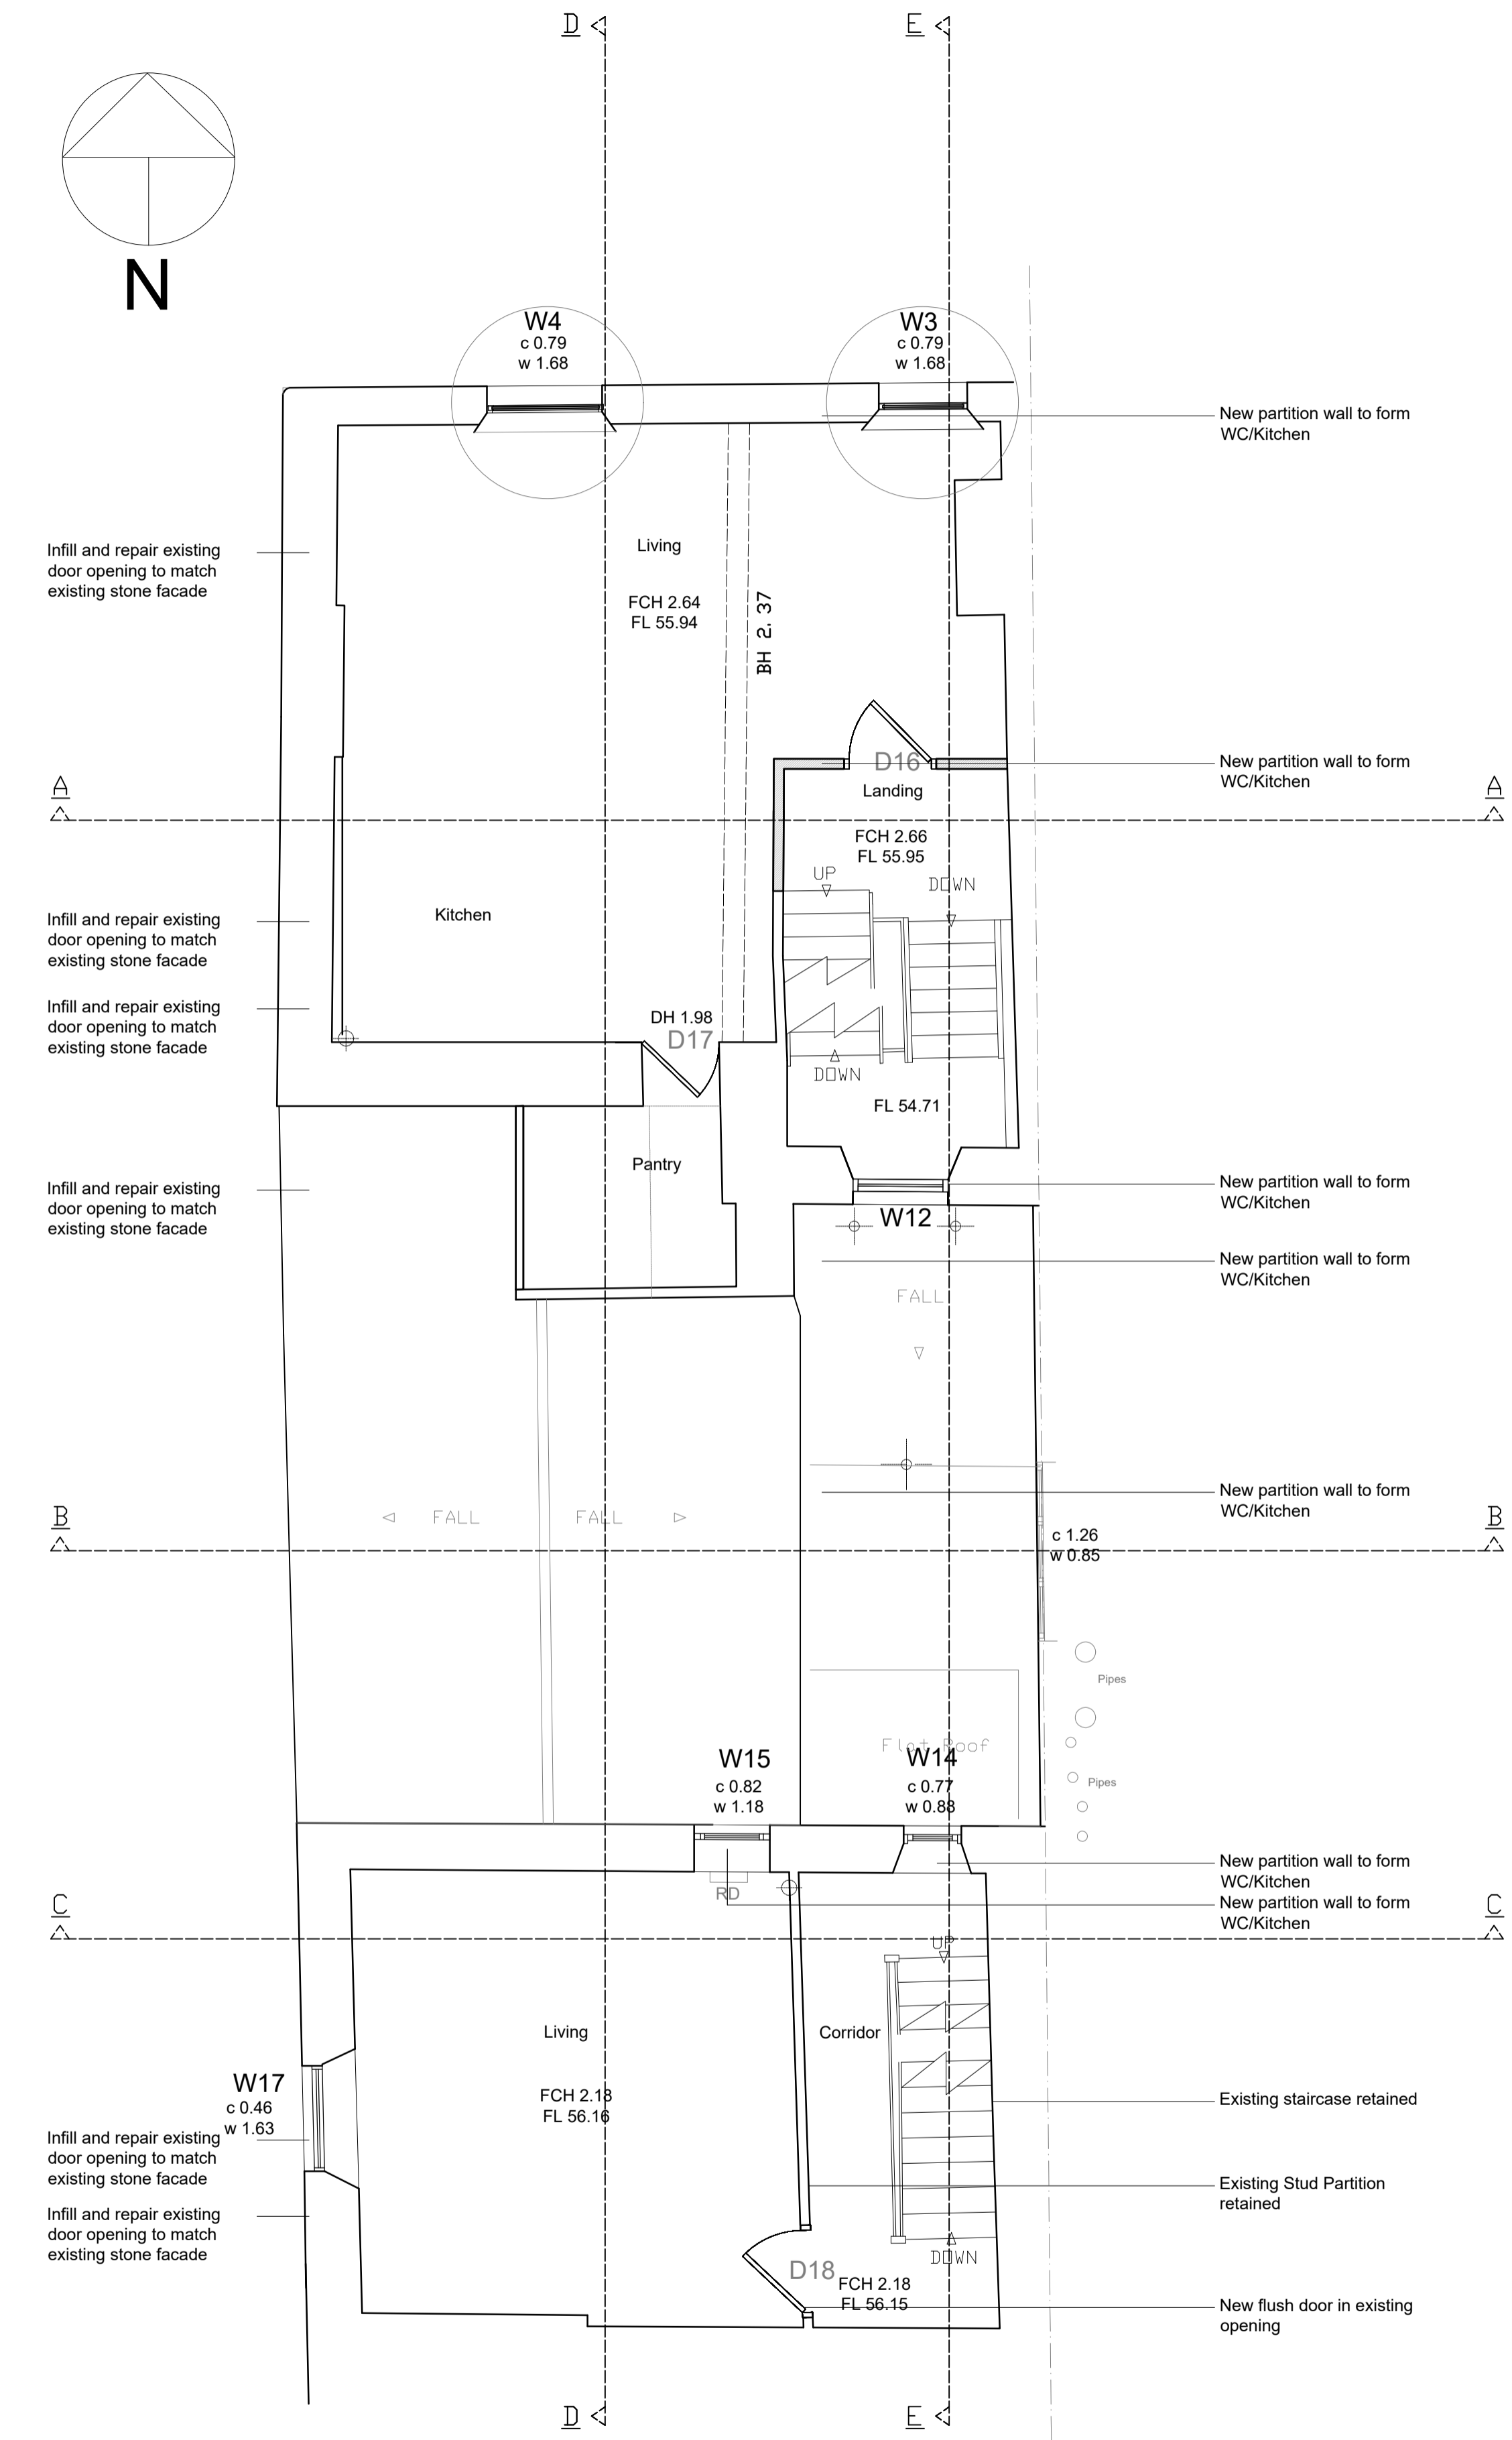 D
E
N
W4
c 0.79
w 1.68
W3
c 0.79
w 1.68
New partition wall to form
WC/Kitchen
Infill and repair existing
door opening to match
existing stone facade
Living
FCH 2.64
FL 55.94
BH 2.37
A
D16
Landing
New partition wall to form
WC/Kitchen
A
FCH 2.66
FL 55.95
UP
DOWN
Kitchen
Infill and repair existing
door opening to match
existing stone facade
Infill and repair existing
door opening to match
existing stone facade
DH 1.98
D17
DOWN
FL 54.71
Pantry
Infill and repair existing
door opening to match
existing stone facade
New partition wall to form
WC/Kitchen
W12
New partition wall to form
WC/Kitchen
FALL
New partition wall to form
WC/Kitchen
B
FALL
FALL
c 1.26
w 0.85
B
Pipes
Flat Roof
W15
c 0.82
w 1.18
W14
c 0.77
w 0.88
Pipes
New partition wall to form
WC/Kitchen
RD
New partition wall to form
WC/Kitchen
C
C
UP
Living
Corridor
W17
c 0.46
w 1.63
FCH 2.18
FL 56.16
Existing staircase retained
Infill and repair existing
door opening to match
existing stone facade
Existing Stud Partition
retained
Infill and repair existing
door opening to match
existing stone facade
DOWN
D18
FCH 2.18
FL 56.15
New flush door in existing
opening
D
E